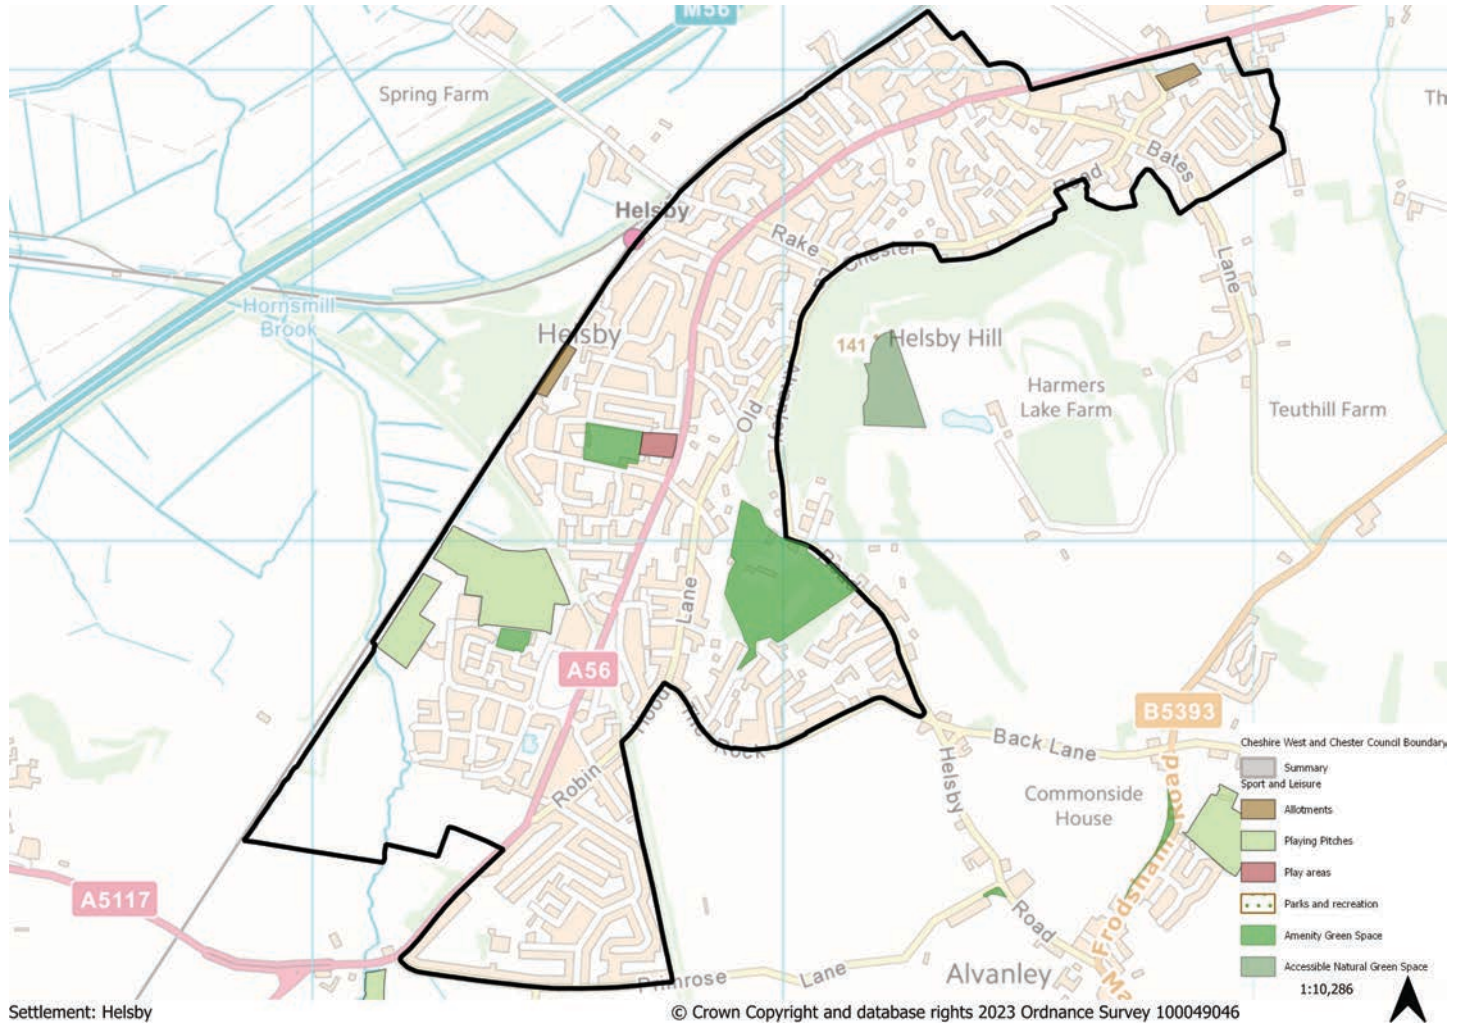 M56
Spring Farm
Th
Bates
Road
Helsby
Rake
Chester
Lane
Hornsmill
Brook
Helsby
141
Helsby Hill
Harmers
Lake Farm
Teuthill Farm
Old
Alvanley
Lane
A56
B5393
Robin
Hood
The Rock
Back Lane
Helsby
Commonside
House
Road
A5117
Frodsham Road
Primrose
Lane
Alvanley
Cheshire West and Chester Council Boundary
Summary
Sport and Leisure
Allotments
Playing Pitches
Play areas
Parks and recreation
Amenity Green Space
Accessible Natural Green Space
1:10,286
Settlement: Helsby
© Crown Copyright and database rights 2023 Ordnance Survey 100049046